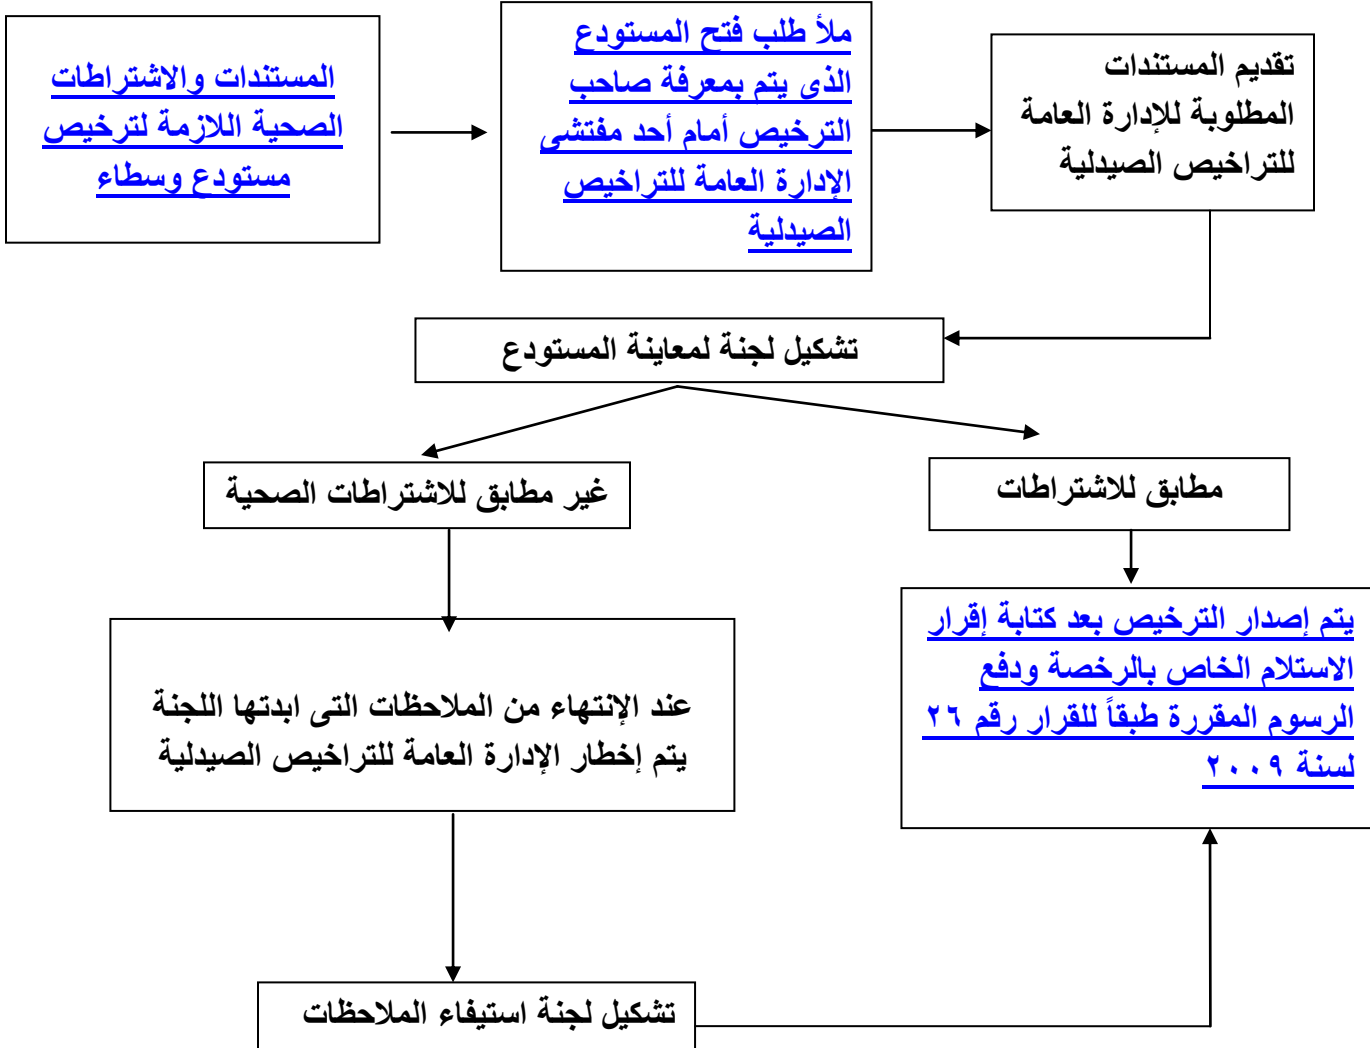 المستندات والاشتراطات
الصحية اللازمة لترخيص
مستودع وسطاء
ملأ طلب فتح المستودع
الذى يتم بمعرفة صاحب
الترخيص أمام أحد مفتشى
الإدارة العامة للتراخيص
الصيدلية
تقديم المستندات
المطلوبة للإدارة العامة
للتراخيص الصيدلية
تشكيل لجنة لمعاينة المستودع
غير مطابق للاشتراطات الصحية
مطابق للاشتراطات
عند الإنتهاء من الملاحظات التى ابدتها اللجنة
يتم إخطار الإدارة العامة للتراخيص الصيدلية
يتم إصدار الترخيص بعد كتابة إقرار
الاستلام الخاص بالرخصة ودفع
الرسوم المقررة طبقاً للقرار رقم ٢٦
لسنة ٢٠٠٩
تشكيل لجنة استيفاء الملاحظات